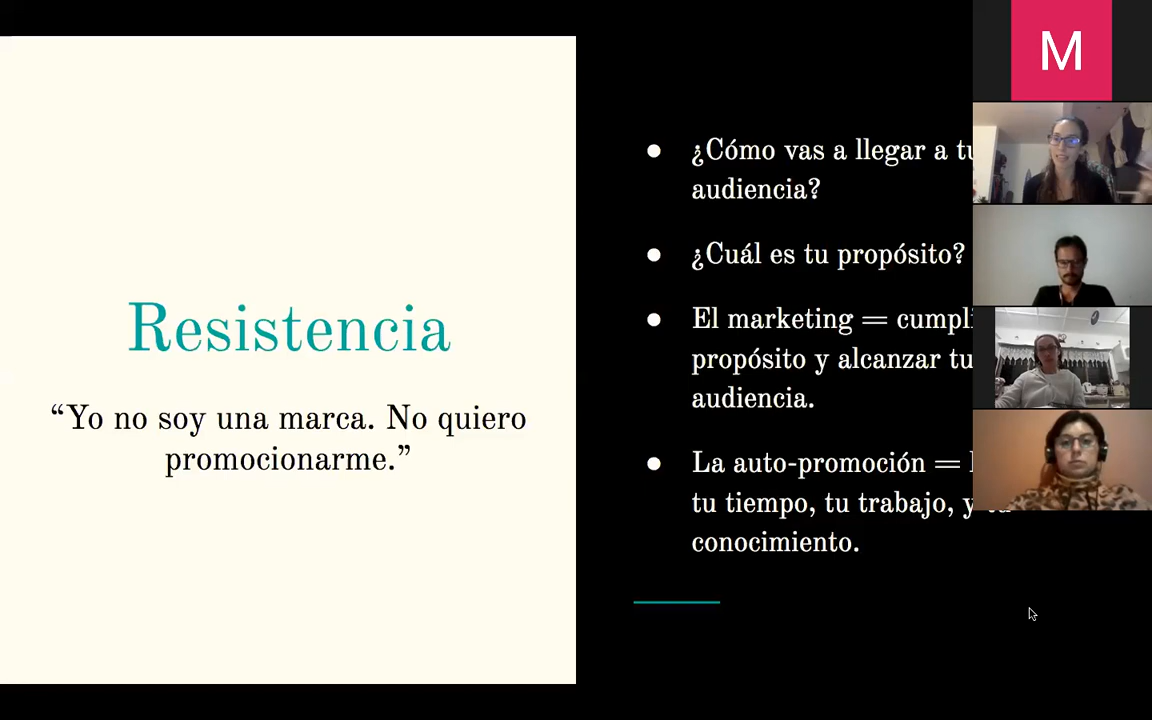 Resistencia
“Yo no soy una marca. No quiero
promocionarme.”
● ¿Cómo vas a llegar a tu
audiencia?
● ¿Cuál es tu propósito?
● El marketing =
propósito y alcanzar tu
audiencia.
● La auto-promoción =
tu tiempo, tu trabajo, y tu
conocimiento.
M